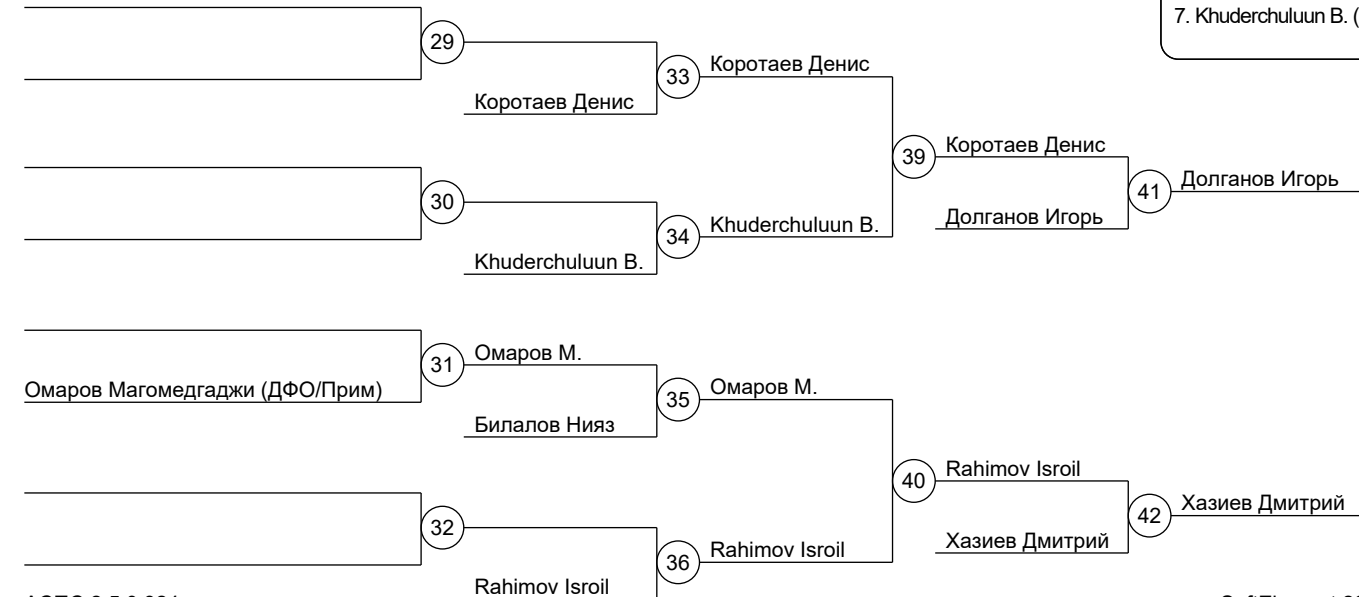 7. Khuderchuluun B. (
29
33
Коротаев Денис
Коротаев Денис
39
Коротаев Денис
41
Долганов Игорь
30
34
Khuderchuluun B.
Долганов Игорь
Khuderchuluun B.
31
Омаров М.
Омаров Магомедгаджи (ДФО/Прим)
35
Омаров М.
Билалов Нияз
40
Rahimov Isroil
42
Хазиев Дмитрий
32
36
Rahimov Isroil
Хазиев Дмитрий
Rahimov Isroil